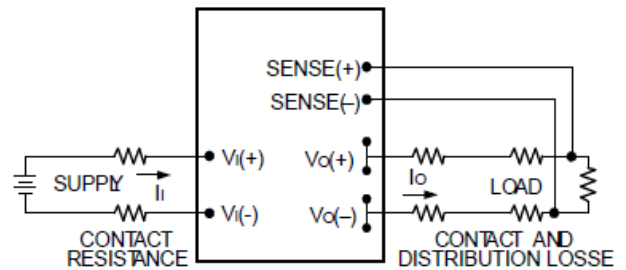 SENSE(+)
SENSE(–)
VI(+)
VO(+)
SUPPLY
II
IO
LOAD
VI(-)
VO(–)
CONTACT
RESISTANCE
CONTACT AND
DISTRIBUTION LOSSE